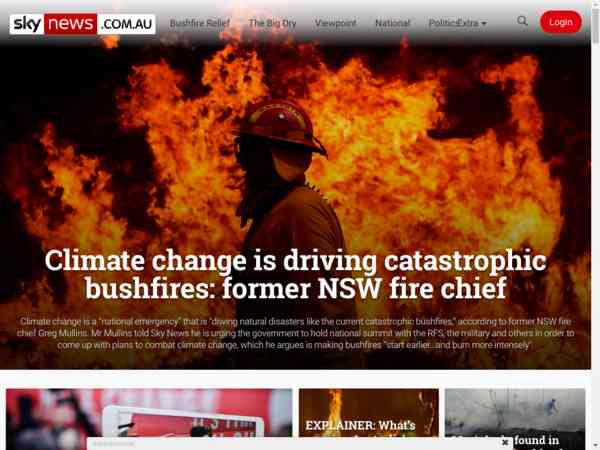 sky news .COM.AU Bushfire Relief The Big Dry Viewpoint National Politics Extra Login
Climate change is driving catastrophic
bushfires: former NSW fire chief
Climate change is a "national emergency" that is "driving natural disasters like the current catastrophic bushfires," according to former NSW fire
chief Greg Mullins. Mr Mullins told Sky News he is urging the government to hold national summit with the RFS, the military and others in order to
come up with plans to combat climate change, which he argues is making bushfires "start earlier...and burn more intensely"
EXPLAINER: What's
found in